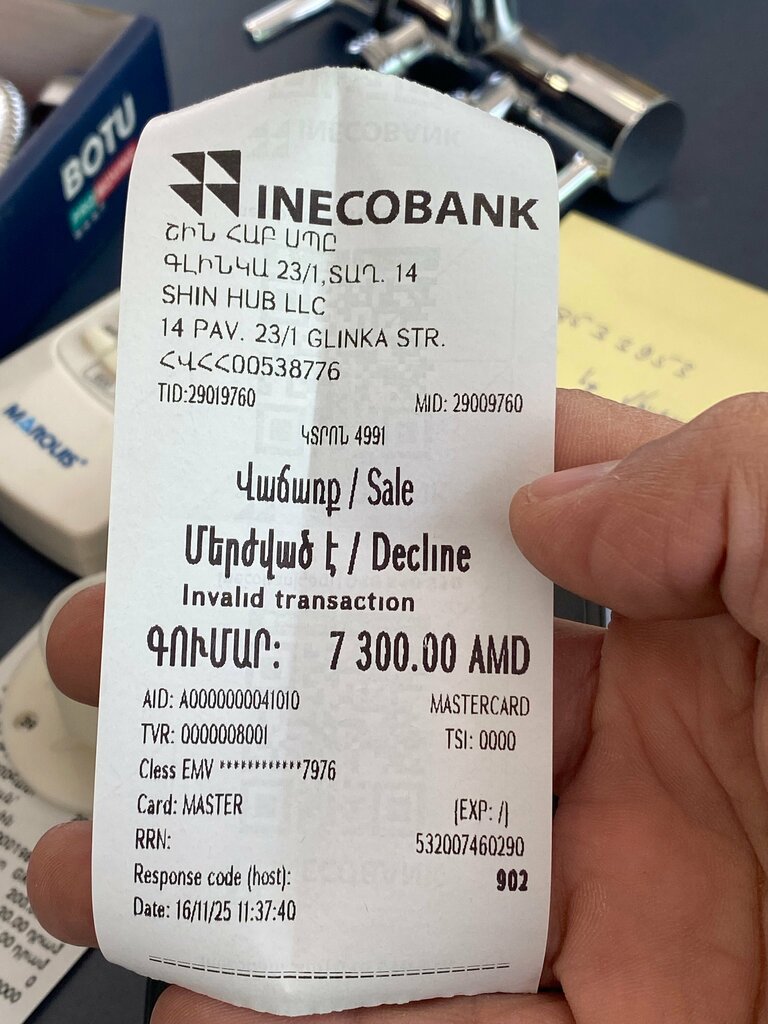 BOTU
INECOBANK
ՇԻՆ ՀԱԲ ՍՊԸ
ԳԼԻՆԿԱ 23/1,ՏԱՂ. 14
SHIN HUB LLC
14 PAV. 23/1 GLINKA STR.
ՀՎՀՀ00538776
TID:29019760 MID: 29009760
ԿՏՐՈՆ 4991
Վաճառք / Sale
Մերժված է / Decline
Invalid transaction
ԳՈՒՄԱՐ: 7 300.00 AMD
AID: A0000000041010 MASTERCARD
TVR: 0000008001 TSI: 0000
Cless EMV ************7976
Card: MASTER (EXP: /)
RRN: 532007460290
Response code (host): 902
Date: 16/11/25 11:37:40
MARQUIS